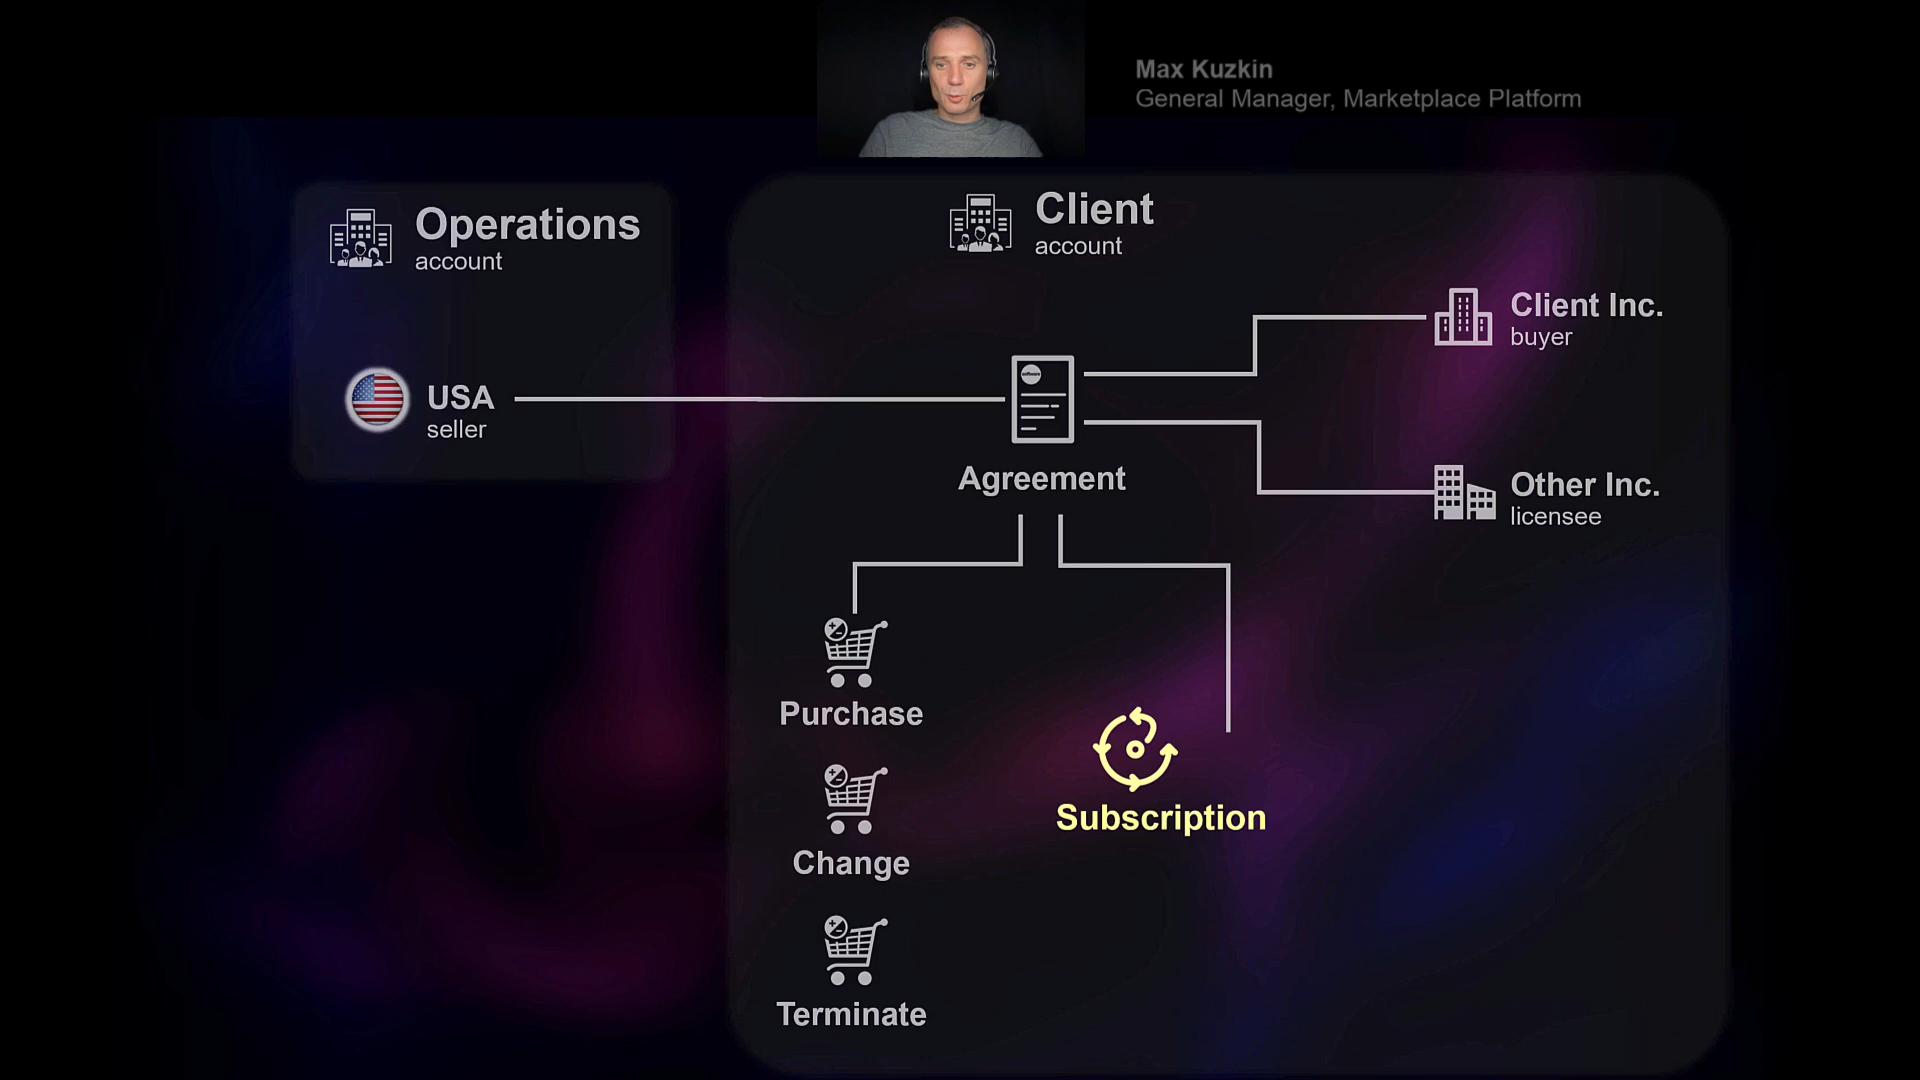 Max Kuzkin
General Manager, Marketplace Platform
Operations
account
Client
account
Client Inc.
buyer
USA
seller
software
Agreement
Other Inc.
licensee
Purchase
Change
Subscription
Terminate